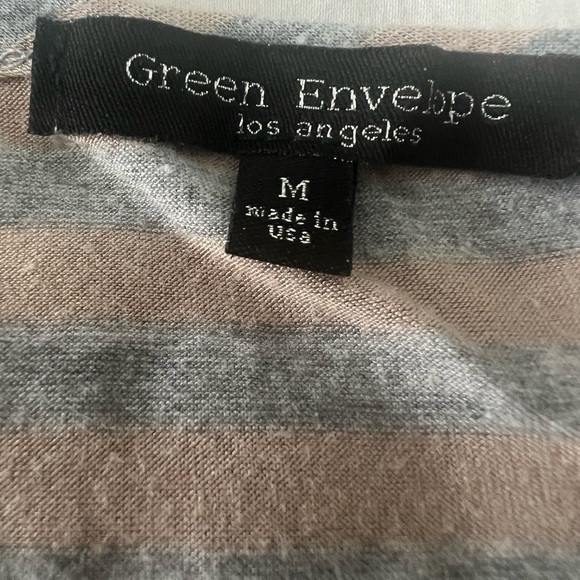 Green Envelope
los angeles
M
made in
usa